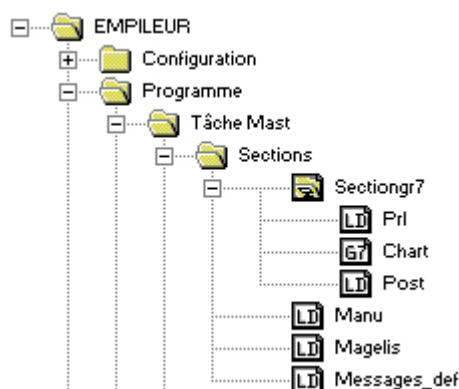 EMPILEUR
Configuration
Programme
Tâche Mast
Sections
Sectiongr7
LD Prl
G7 Chart
LD Post
LD Manu
LD Magelis
LD Messages_def